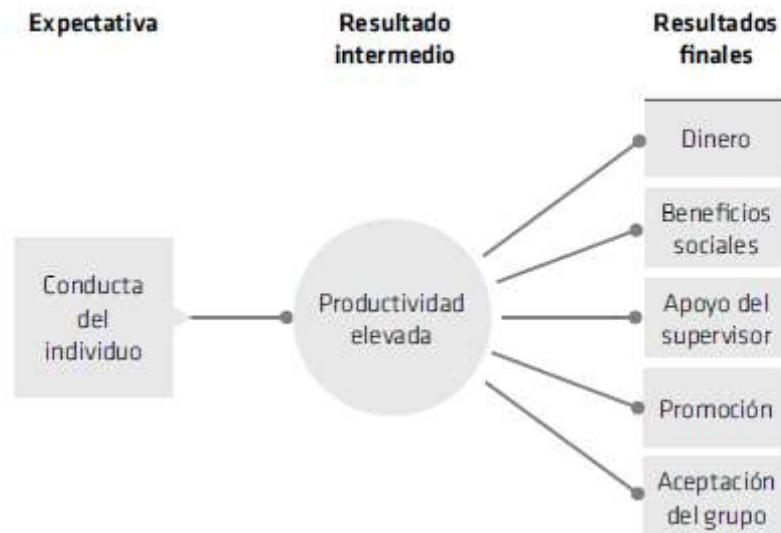 Expectativa
Resultado
intermedio
Resultados
finales
Conducta
del
individuo
Productividad
elevada
Dinero
Beneficios
sociales
Apoyo del
supervisor
Promoción
Aceptación
del grupo